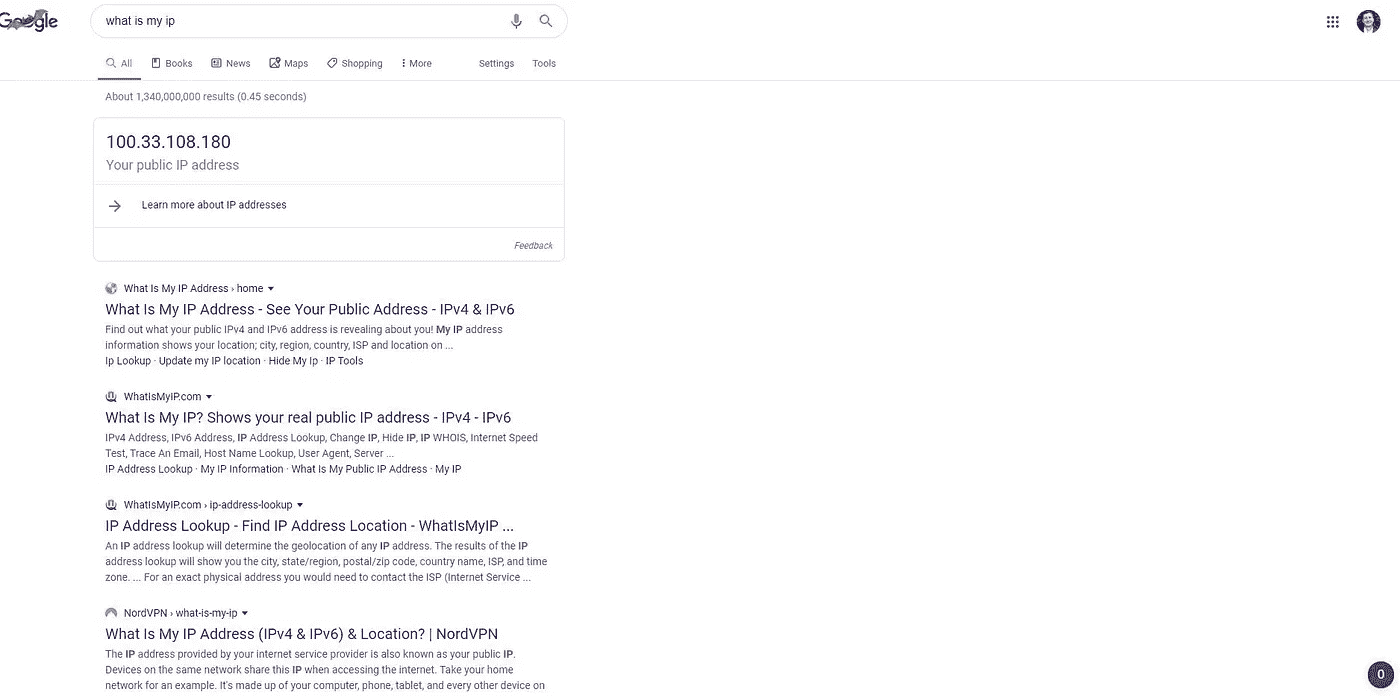 Google
what is my ip
All Books News Maps Shopping More Settings Tools
About 1,340,000,000 results (0.45 seconds)
100.33.108.180
Your public IP address
Learn more about IP addresses
Feedback
What Is My IP Address › home
What Is My IP Address - See Your Public Address - IPv4 & IPv6
Find out what your public IPv4 and IPv6 address is revealing about you! My IP address
information shows your location; city, region, country, ISP and location on ...
Ip Lookup · Update my IP location · Hide My Ip · IP Tools
WhatIsMyIP.com
What Is My IP? Shows your real public IP address - IPv4 - IPv6
IPv4 Address, IPv6 Address, IP Address Lookup, Change IP, Hide IP, IP WHOIS, Internet Speed
Test, Trace An Email, Host Name Lookup, User Agent, Server ...
IP Address Lookup · My IP Information · What Is My Public IP Address · My IP
WhatIsMyIP.com › ip-address-lookup
IP Address Lookup - Find IP Address Location - WhatIsMyIP ...
An IP address lookup will determine the geolocation of any IP address. The results of the IP
address lookup will show you the city, state/region, postal/zip code, country name, ISP, and time
zone. ... For an exact physical address you would need to contact the ISP (Internet Service ...
NordVPN › what-is-my-ip
What Is My IP Address (IPv4 & IPv6) & Location? | NordVPN
The IP address provided by your internet service provider is also known as your public IP.
Devices on the same network share this IP when accessing the internet. Take your home
network for an example. It's made up of your computer, phone, tablet, and every other device on
0